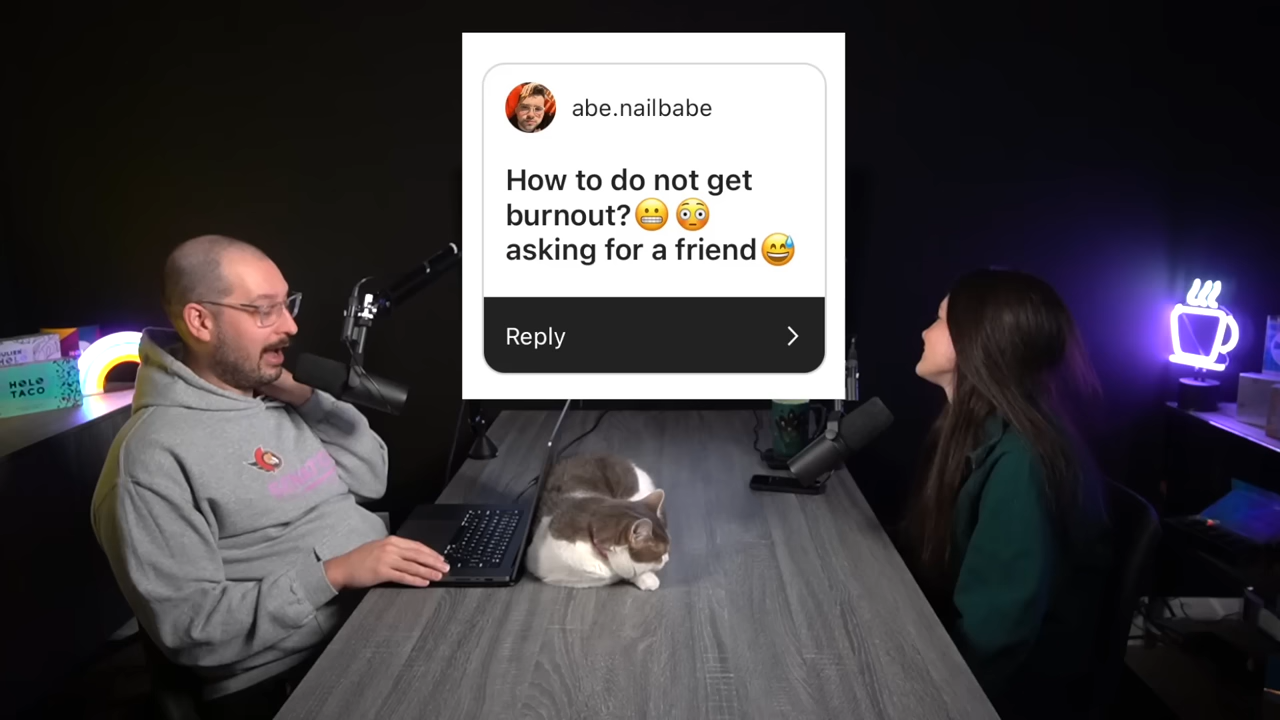 abe.nailbabe
How to do not get
burnout?😬😳
asking for a friend😅
Reply
HOLO
TACO